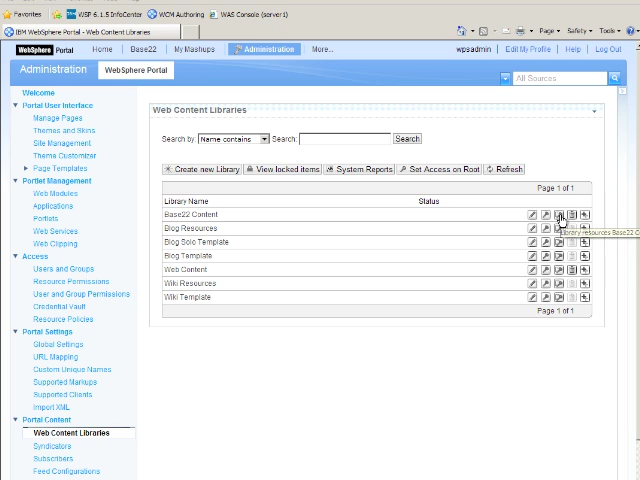 Favorites WSP 6.1.5 InfoCenter WCM Authoring WAS Console (server1)
IBM WebSphere Portal - Web Content Libraries Page Safety Tools
WebSphere Portal Home Base22 My Mashups Administration More... wpsadmin Edit My Profile Help Log Out
Administration WebSphere Portal All Sources
Welcome
Portal User Interface
Manage Pages
Themes and Skins
Site Management
Theme Customizer
Page Templates
Portlet Management
Web Modules
Applications
Portlets
Web Services
Web Clipping
Access
Users and Groups
Resource Permissions
User and Group Permissions
Credential Vault
Resource Policies
Portal Settings
Global Settings
URL Mapping
Custom Unique Names
Supported Markups
Supported Clients
Import XML
Portal Content
Web Content Libraries
Syndicators
Subscribers
Feed Configurations
Web Content Libraries
Search by: Name contains Search: Search
Create new Library View locked items System Reports Set Access on Root Refresh
Page 1 of 1
Library Name Status
Base22 Content
Blog Resources
Library resources Base22 C
Blog Solo Template
Blog Template
Web Content
Wiki Resources
Wiki Template
Page 1 of 1